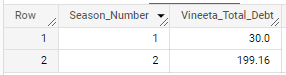 Row Season_Number Vineeta_Total_Debt
1 1 30.0
2 2 199.16